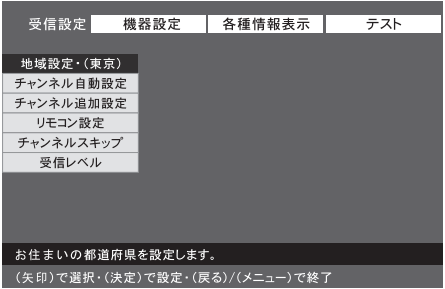 受信設定 機器設定 各種情報表示 テスト
地域設定・(東京)
チャンネル自動設定
チャンネル追加設定
リモコン設定
チャンネルスキップ
受信レベル
お住まいの都道府県を設定します。
(矢印)で選択・(決定)で設定・(戻る)/(メニュー)で終了